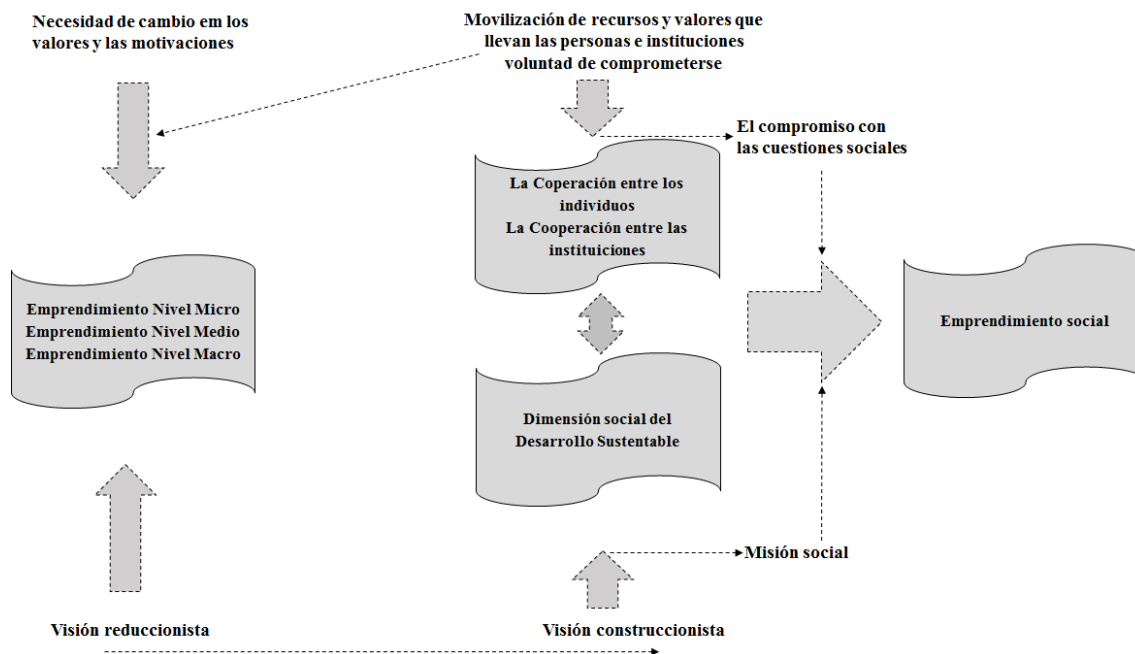 Necesidad de cambio em los
valores y las motivaciones
Movilización de recursos y valores que
llevan las personas e instituciones
voluntad de comprometerse
El compromiso con
las cuestiones sociales
La Coperación entre los
individuos
La Cooperación entre las
instituiciones
Emprendimiento Nivel Micro
Emprendimiento Nivel Medio
Emprendimiento Nivel Macro
Emprendimiento social
Dimensión social del
Desarrollo Sustentable
Misión social
Visión reduccionista
Visión construccionista